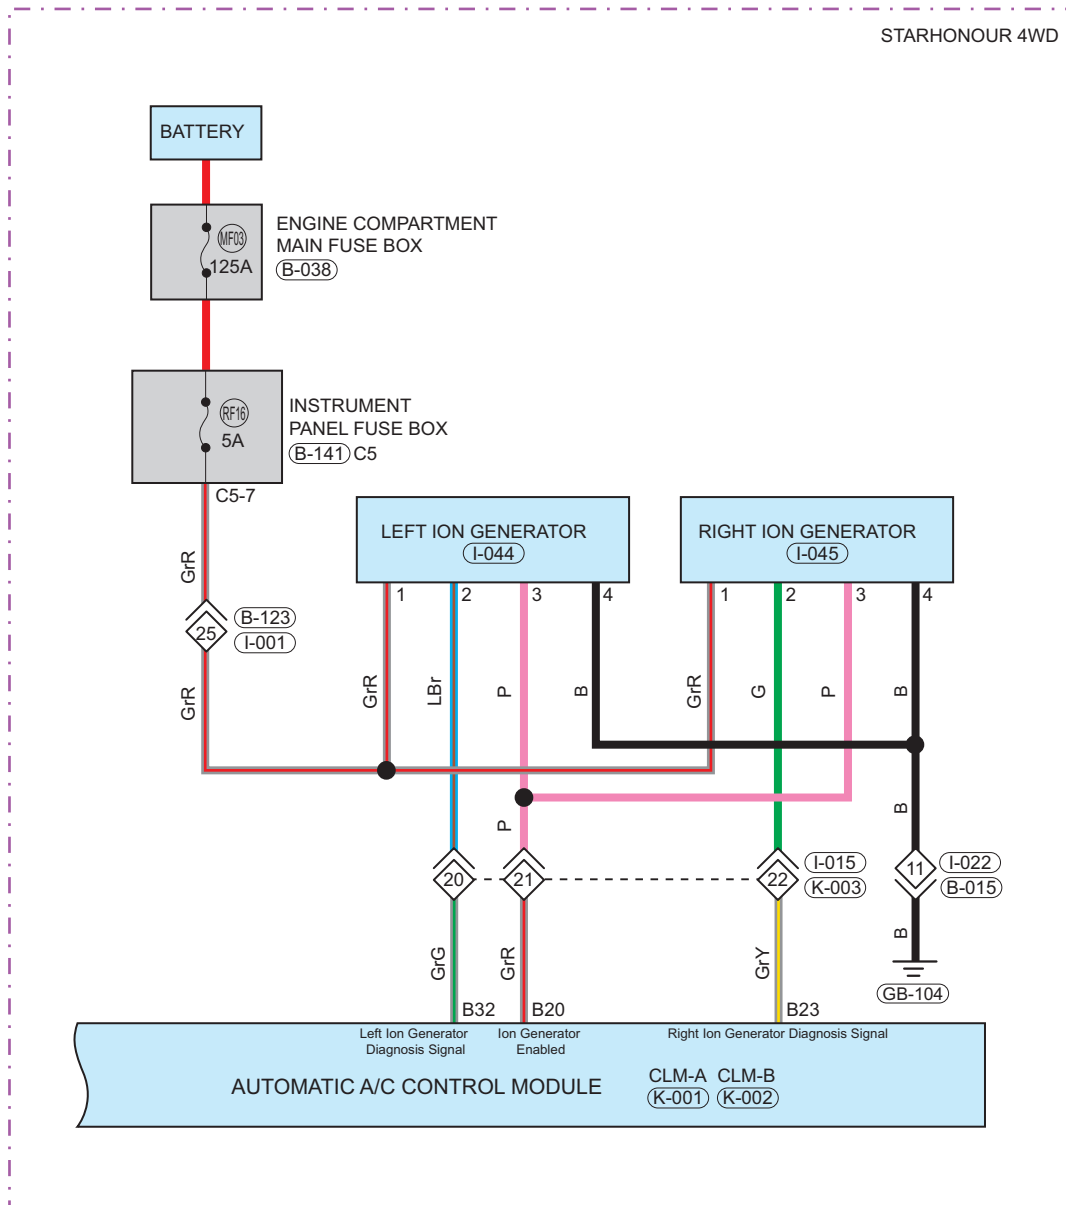 STARHONOUR 4WD
BATTERY
MF03
125A
ENGINE COMPARTMENT
MAIN FUSE BOX
B-038
RF16
5A
INSTRUMENT
PANEL FUSE BOX
B-141 C5
C5-7
LEFT ION GENERATOR
I-044
RIGHT ION GENERATOR
I-045
1 2 3 4 1 2 3 4
GrR
25
B-123
I-001
GrR
GrR LBr P B GrR G P B
P
B
20 21 22
I-015
K-003
11
I-022
B-015
GrG GrR GrY B
GB-104
B32 B20 B23
Left Ion Generator
Diagnosis Signal
Ion Generator
Enabled
Right Ion Generator Diagnosis Signal
AUTOMATIC A/C CONTROL MODULE
CLM-A CLM-B
K-001 K-002